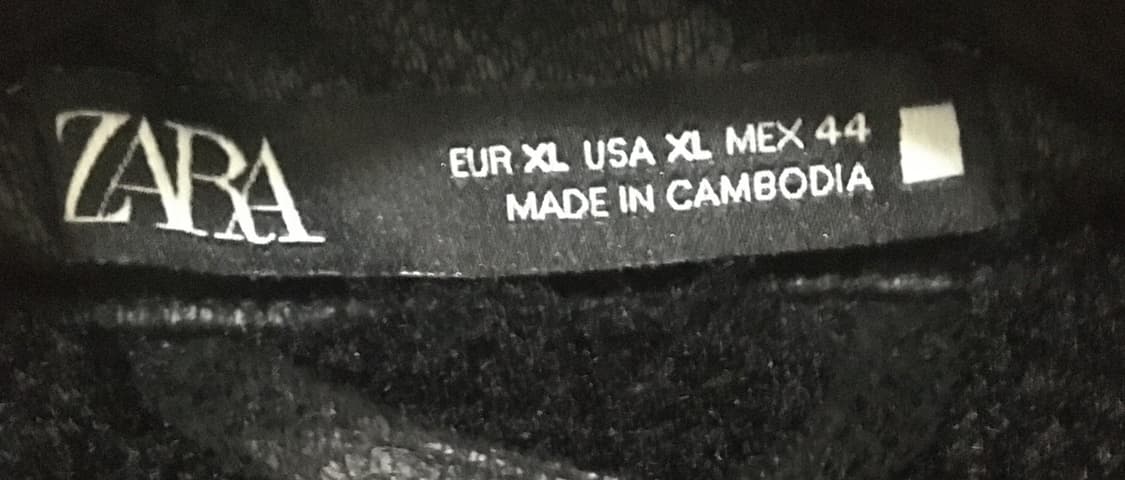 ZARA
EUR XL USA XL MEX 44
MADE IN CAMBODIA